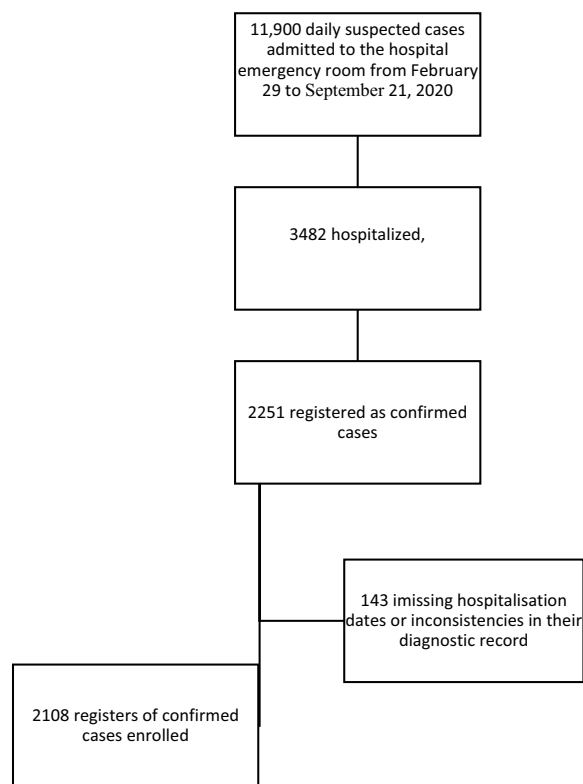 11,900 daily suspected cases
admitted to the hospital
emergency room from February
29 to September 21, 2020
3482 hospitalized,
2251 registered as confirmed
cases
143 imissing hospitalisation
dates or inconsistencies in their
diagnostic record
2108 registers of confirmed
cases enrolled